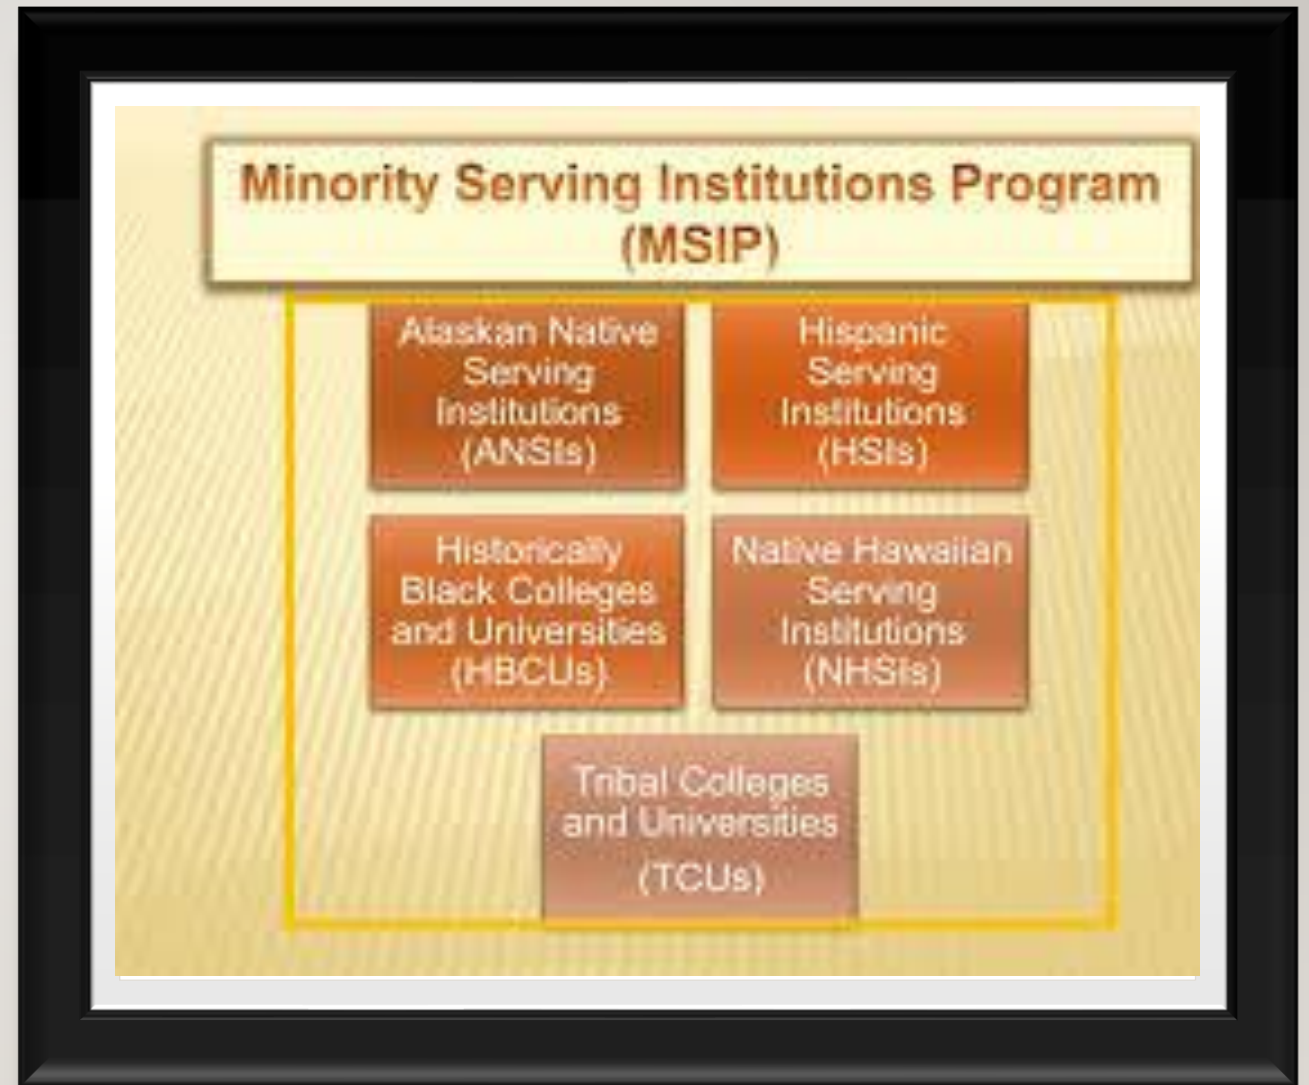 Minority Serving Institutions Program
(MSIP)
Alaskan Native
Serving
Institutions
(ANSIs)
Hispanic
Serving
Institutions
(HSIs)
Historically
Black Colleges
and Universities
(HBCUs)
Native Hawaiian
Serving
Institutions
(NHSIs)
Tribal Colleges
and Universities
(TCUs)